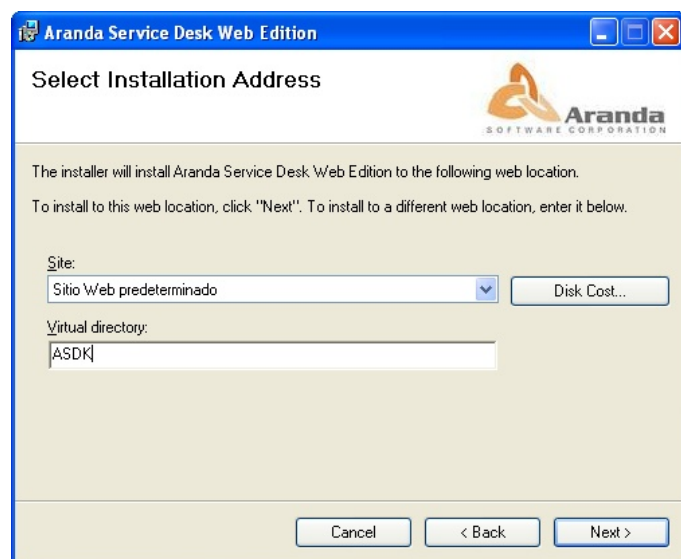 Aranda Service Desk Web Edition
Select Installation Address
Aranda
SOFTWARE CORPORATION
The installer will install Aranda Service Desk Web Edition to the following web location.
To install to this web location, click "Next". To install to a different web location, enter it below.
Site:
Sitio Web predeterminado
Disk Cost...
Virtual directory:
ASDK
Cancel
< Back
Next >